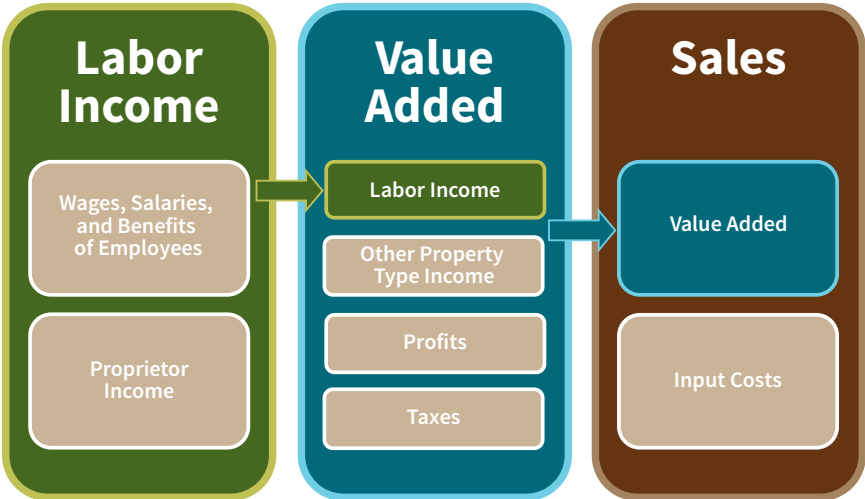 Labor
Income
Wages, Salaries,
and Benefits
of Employees
Proprietor
Income
Value
Added
Labor Income
Other Property
Type Income
Profits
Taxes
Sales
Value Added
Input Costs